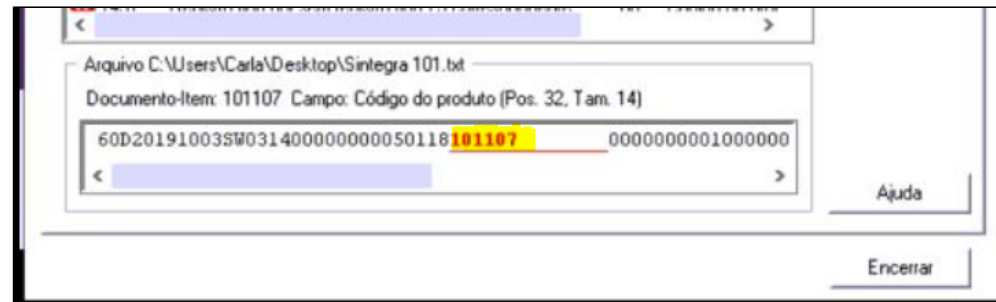 Arquivo C:\Users\Carla\Desktop\Sintegra 101.txt
Documento-Item: 101107 Campo: Código do produto (Pos. 32, Tam. 14)
60D20191003SW0314000000000050118101107 0000000001000000
Ajuda
Encerrar